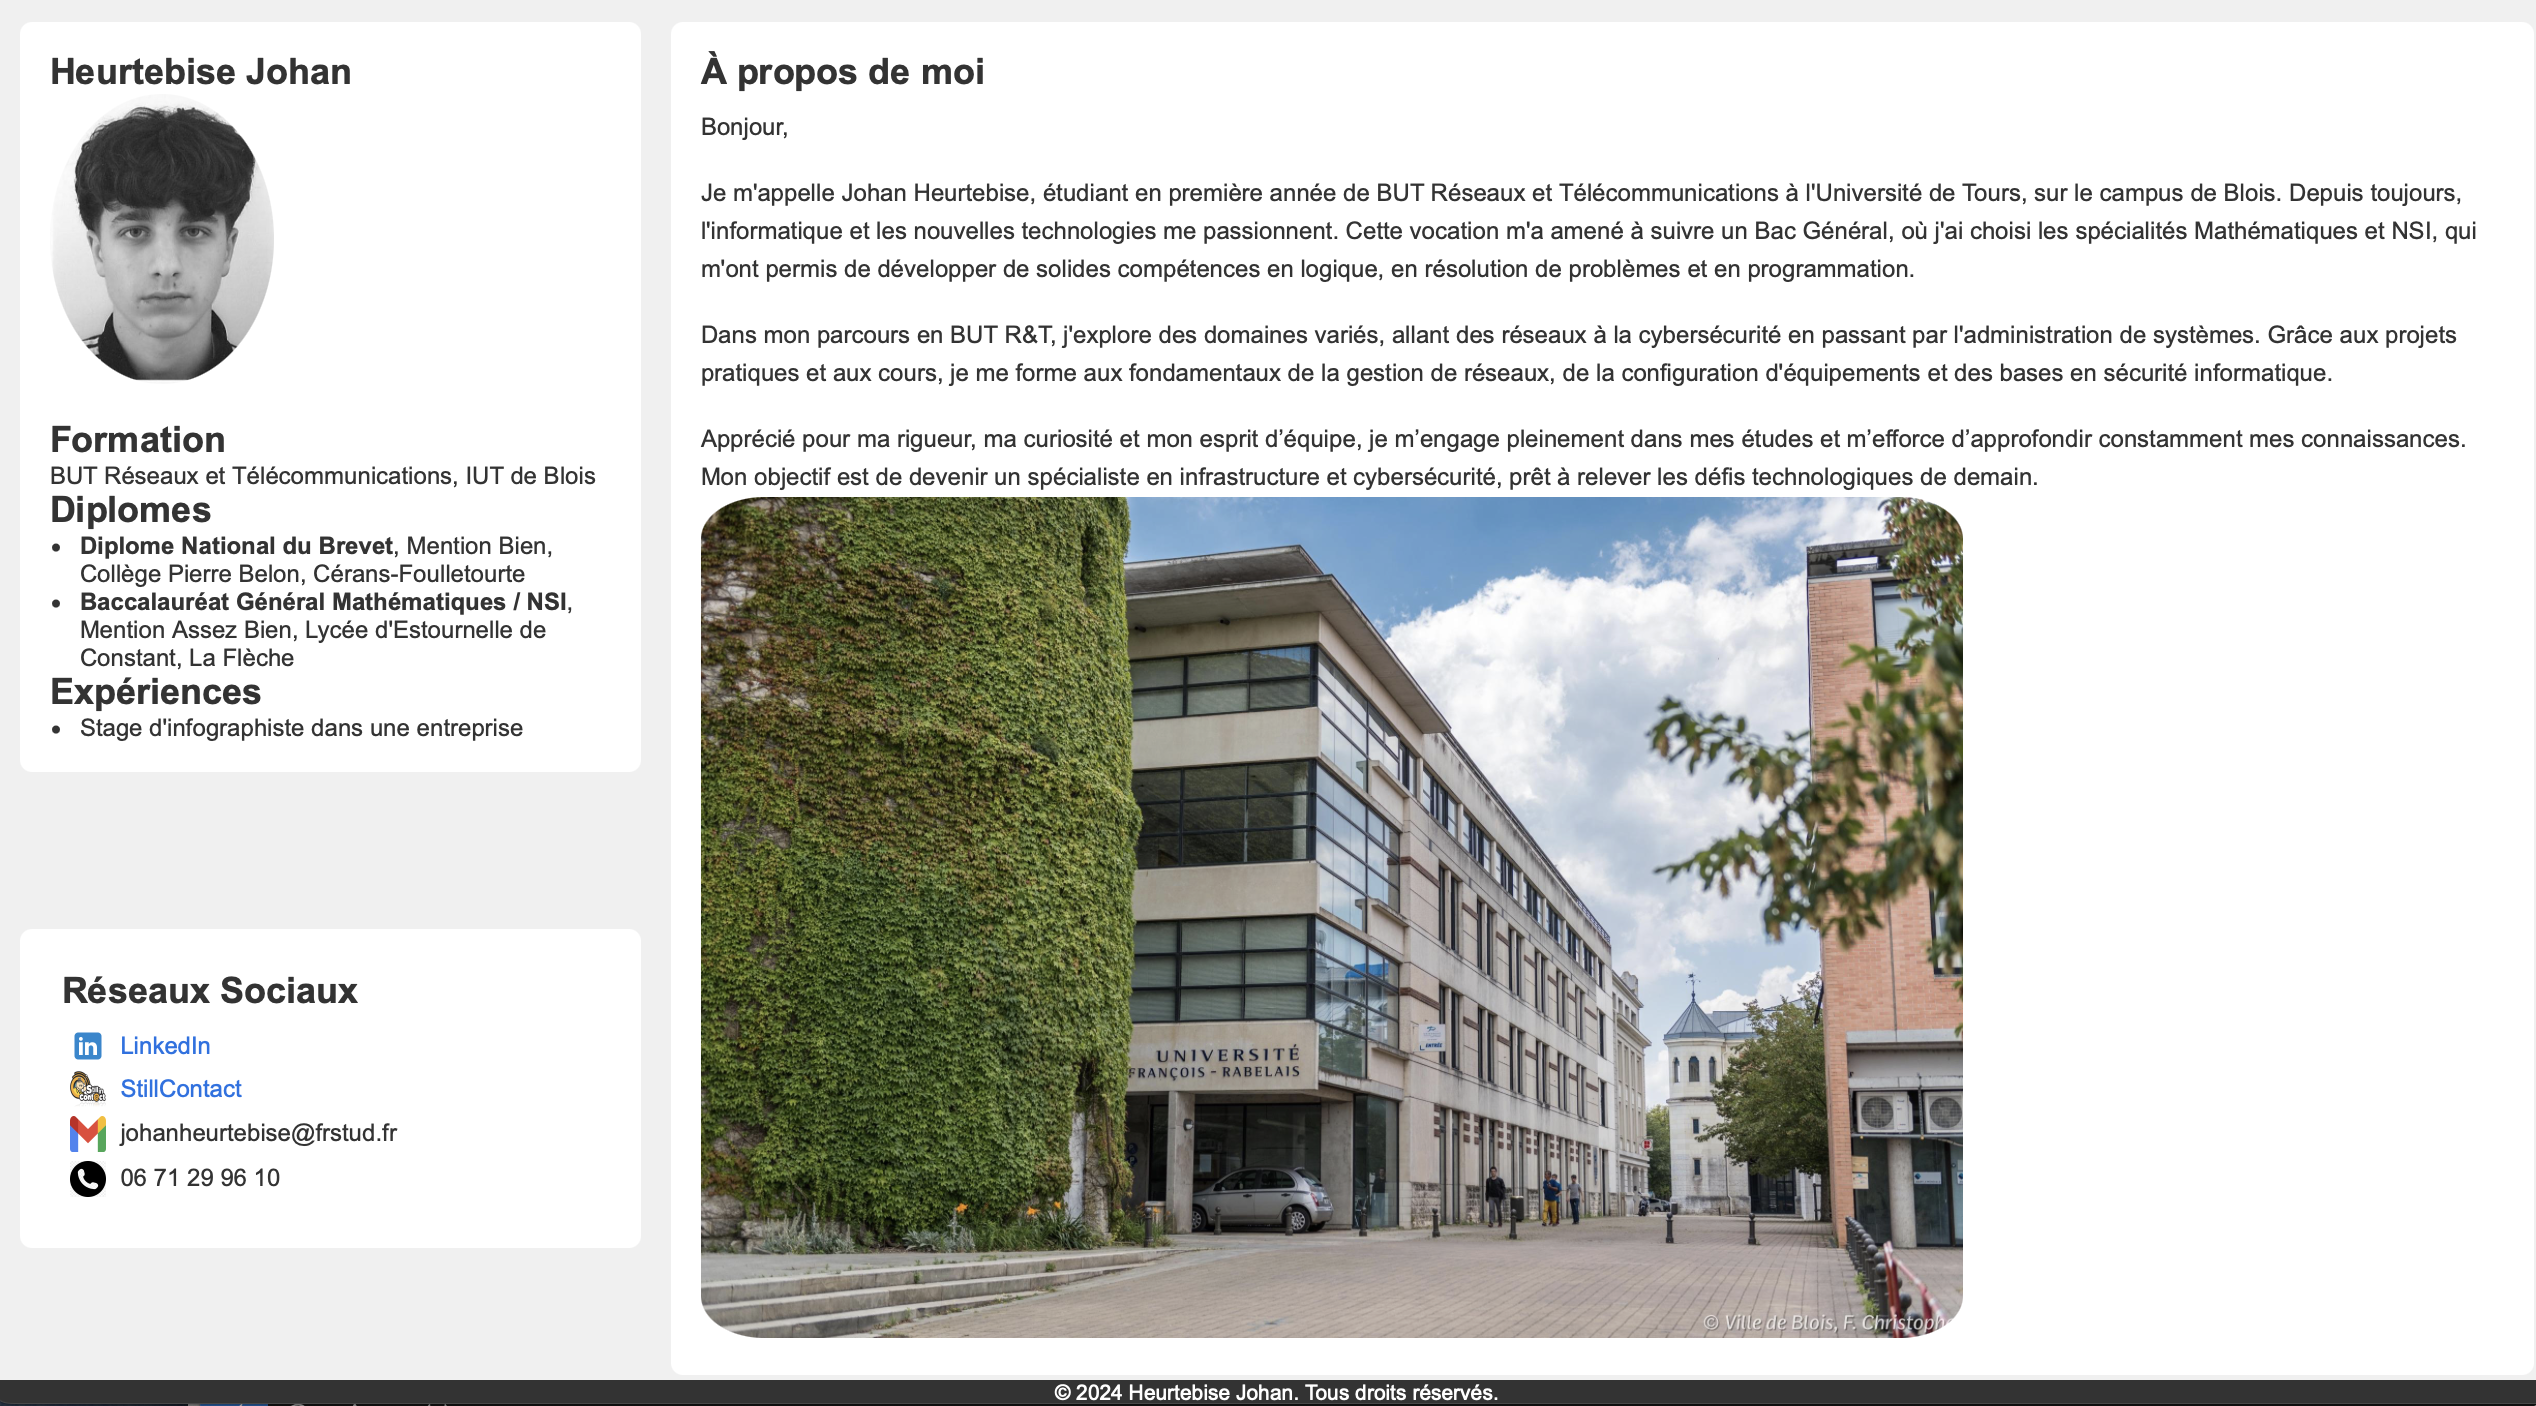 Heurtebise Johan
Formation
BUT Réseaux et Télécommunications, IUT de Blois
Diplomes
• Diplome National du Brevet, Mention Bien,
Collège Pierre Belon, Cérans-Foulletourte
• Baccalauréat Général Mathématiques / NSI,
Mention Assez Bien, Lycée d'Estournelle de
Constant, La Flèche
Expériences
• Stage d'infographiste dans une entreprise
Réseaux Sociaux
in LinkedIn
StillContact
johanheurtebise@frstud.fr
06 71 29 96 10
À propos de moi
Bonjour,
Je m'appelle Johan Heurtebise, étudiant en première année de BUT Réseaux et Télécommunications à l'Université de Tours, sur le campus de Blois. Depuis toujours,
l'informatique et les nouvelles technologies me passionnent. Cette vocation m'a amené à suivre un Bac Général, où j'ai choisi les spécialités Mathématiques et NSI, qui
m'ont permis de développer de solides compétences en logique, en résolution de problèmes et en programmation.
Dans mon parcours en BUT R&T, j'explore des domaines variés, allant des réseaux à la cybersécurité en passant par l'administration de systèmes. Grâce aux projets
pratiques et aux cours, je me forme aux fondamentaux de la gestion de réseaux, de la configuration d'équipements et des bases en sécurité informatique.
Apprécié pour ma rigueur, ma curiosité et mon esprit d’équipe, je m’engage pleinement dans mes études et m’efforce d’approfondir constamment mes connaissances.
Mon objectif est de devenir un spécialiste en infrastructure et cybersécurité, prêt à relever les défis technologiques de demain.
UNIVERSITÉ
FRANÇOIS - RABELAIS
ENTRÉE
© Ville de Blois, F. Christophe
© 2024 Heurtebise Johan. Tous droits réservés.